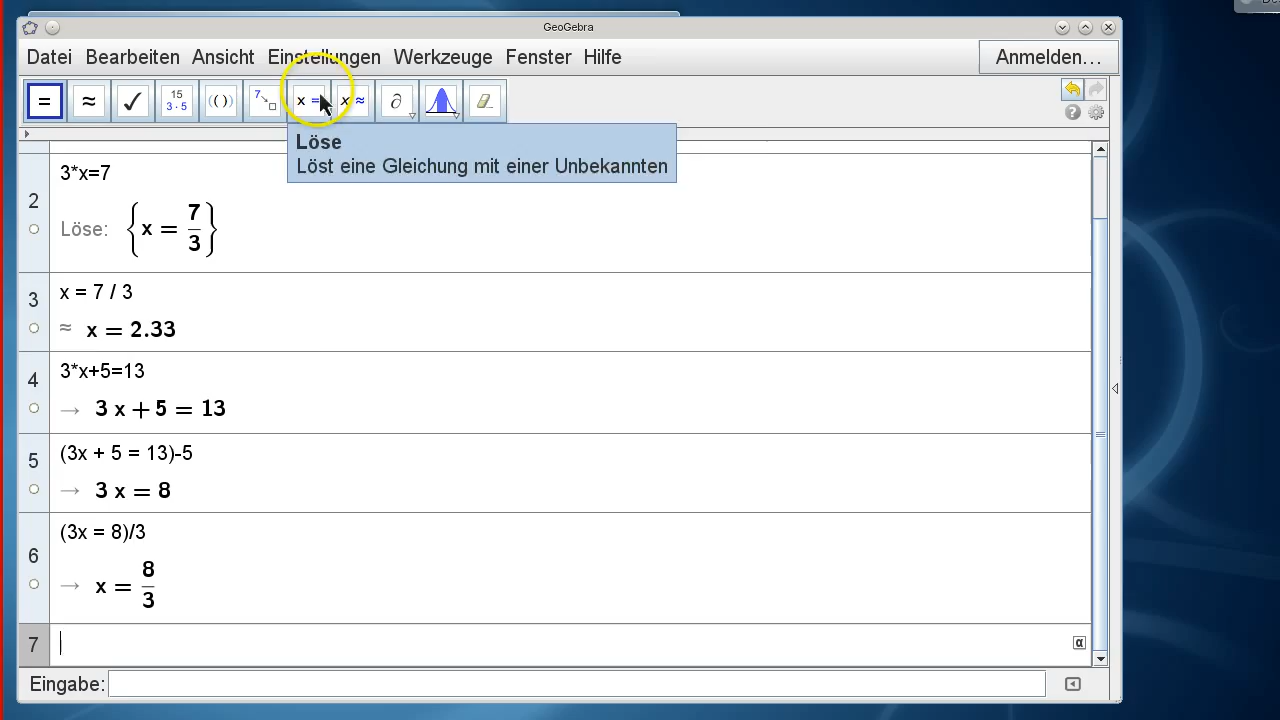 GeoGebra
Datei Bearbeiten Ansicht Einstellungen Werkzeuge Fenster Hilfe Anmelden...
= ≈ ✓ 15 3·5 (()) 7 x = x ≈ ∂
Löse
Löst eine Gleichung mit einer Unbekannten
3*x=7
2
Löse: {x = 7/3}
x = 7 / 3
3
≈ x = 2.33
3*x+5=13
4
→ 3 x + 5 = 13
(3x + 5 = 13)-5
5
→ 3 x = 8
(3x = 8)/3
6
→ x = 8/3
7 α
Eingabe: